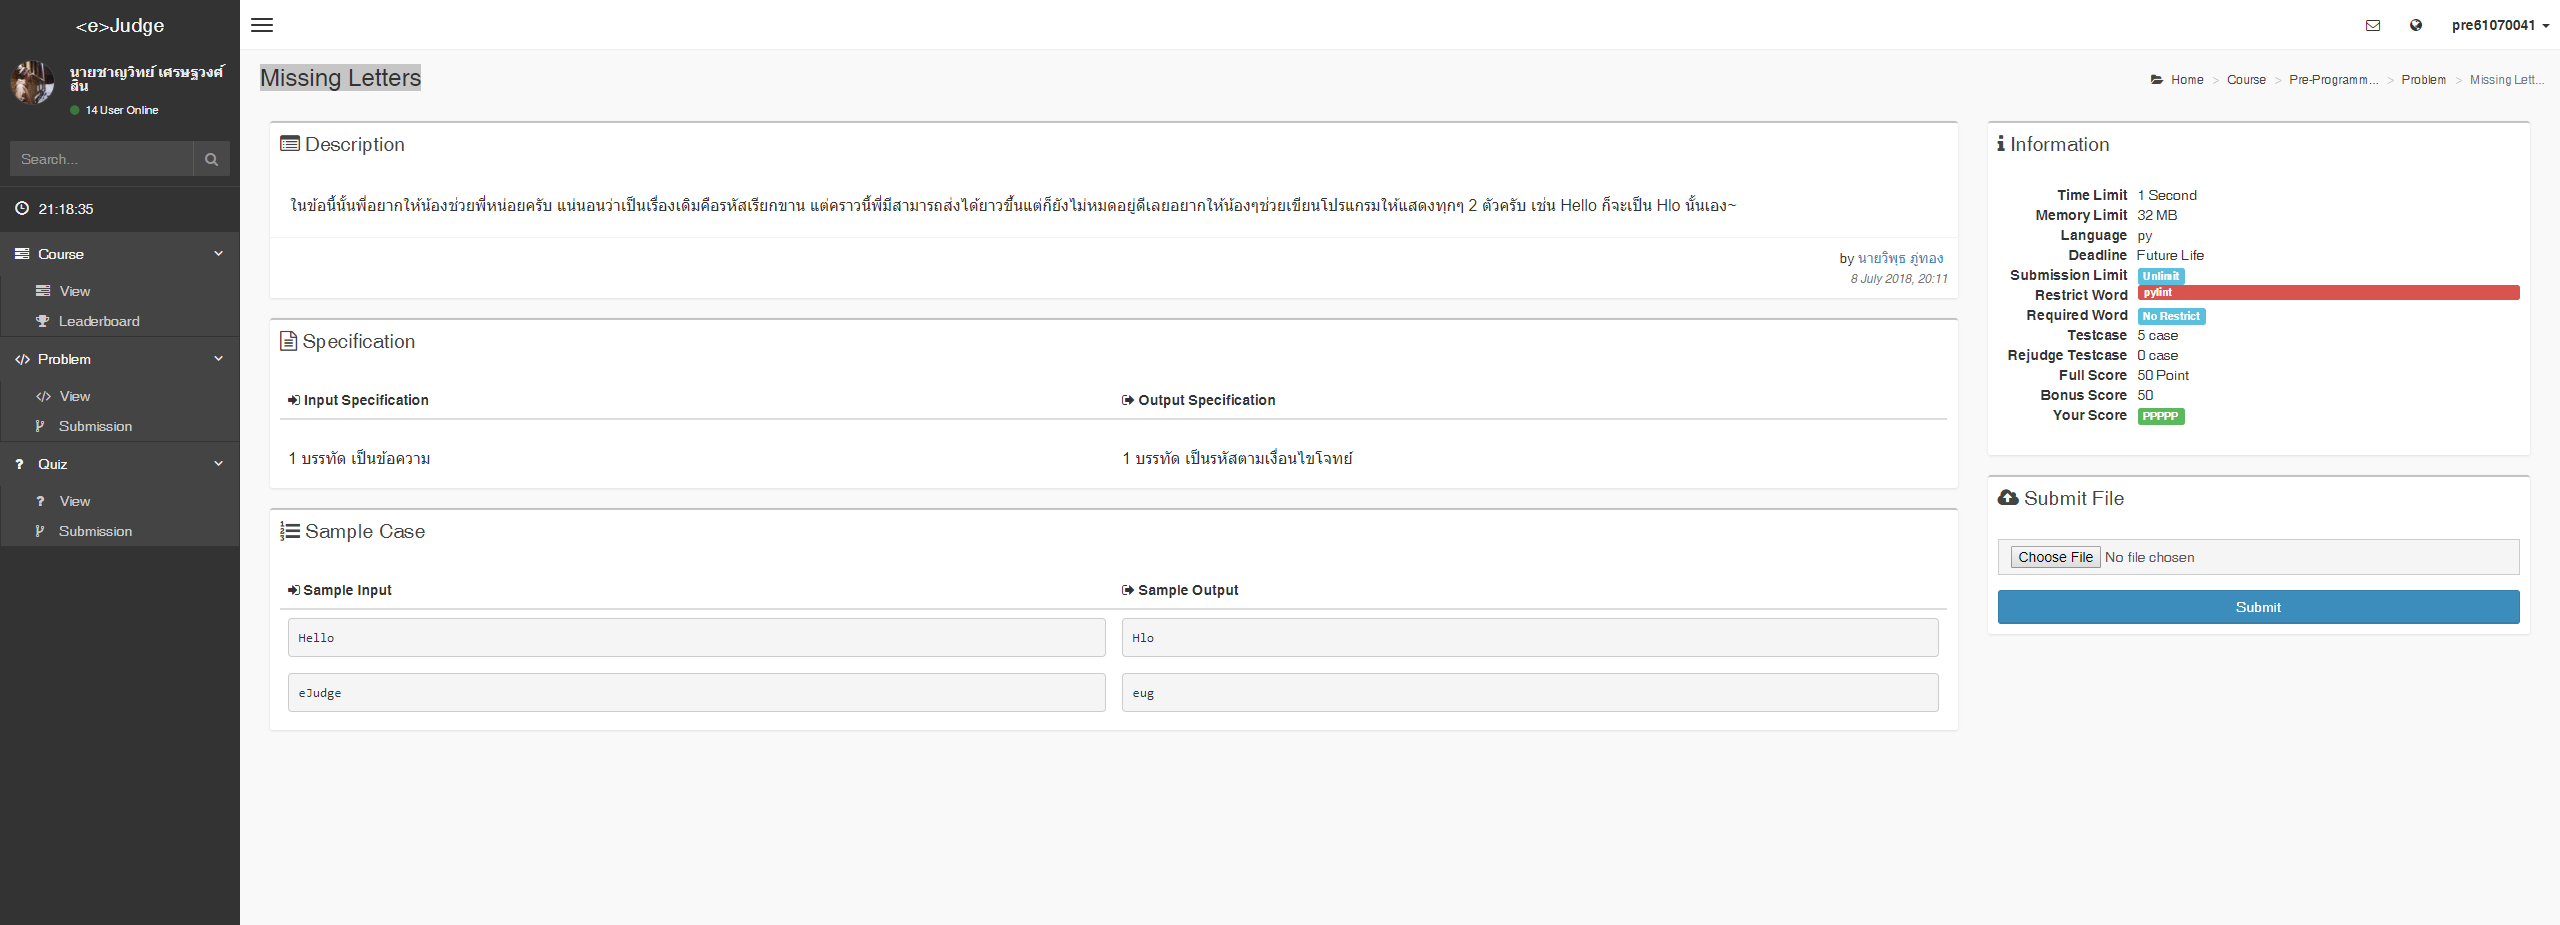 <e>Judge
pre61070041
นายชาญวิทย์ เศรษฐวงศ์
สิน
14 User Online
Search...
21:18:35
Course
View
Leaderboard
Problem
View
Submission
Quiz
View
Submission
Missing Letters
Home > Course > Pre-Programm... > Problem > Missing Lett...
Description
ในข้อนี้นั้นพี่อยากให้น้องช่วยพี่หน่อยครับ แน่นอนว่าเป็นเรื่องเดิมคือรหัสเรียกขาน แต่คราวนี้พี่มีสามารถส่งได้ยาวขึ้นแต่ก็ยังไม่หมดอยู่ดีเลยอยากให้น้องๆช่วยเขียนโปรแกรมให้แสดงทุกๆ 2 ตัวครับ เช่น Hello ก็จะเป็น Hlo นั้นเอง~
by นายวิพุธ ภู่ทอง
8 July 2018, 20:11
Specification
Input Specification
Output Specification
1 บรรทัด เป็นข้อความ
1 บรรทัด เป็นรหัสตามเงื่อนไขโจทย์
Sample Case
Sample Input
Sample Output
Hello
Hlo
eJudge
eug
Information
Time Limit 1 Second
Memory Limit 32 MB
Language py
Deadline Future Life
Submission Limit Unlimit
Restrict Word pylint
Required Word No Restrict
Testcase 5 case
Rejudge Testcase 0 case
Full Score 50 Point
Bonus Score 50
Your Score PPPPP
Submit File
Choose File No file chosen
Submit